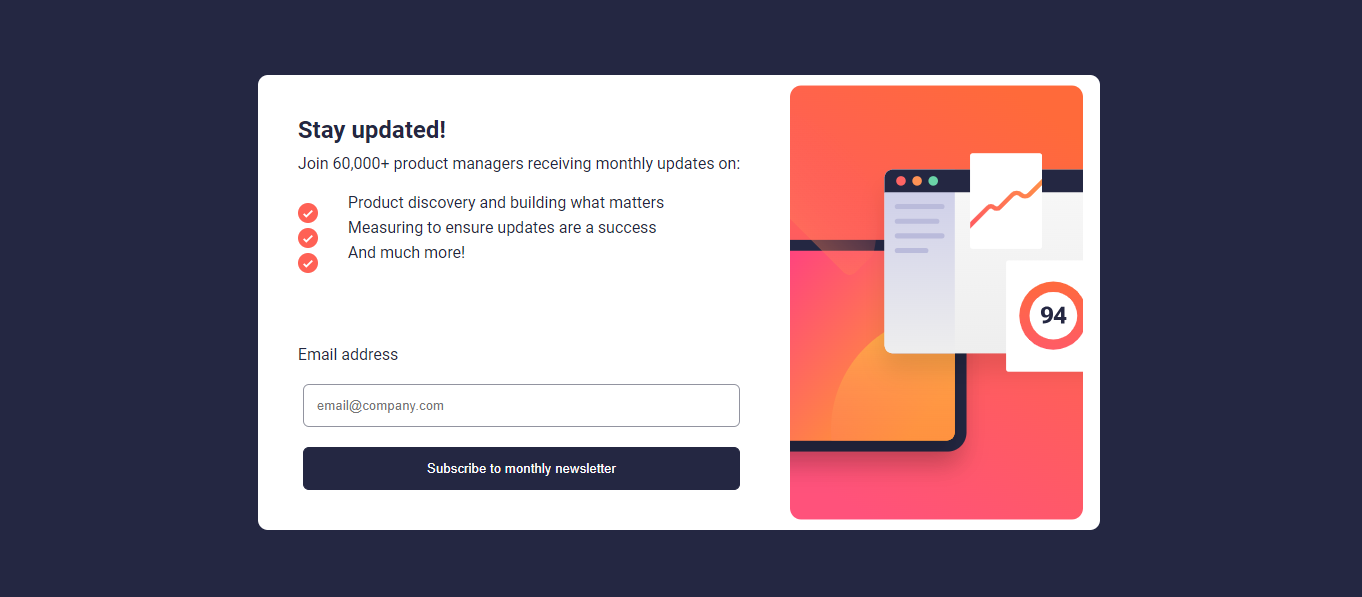 Stay updated!
Join 60,000+ product managers receiving monthly updates on:
Product discovery and building what matters
Measuring to ensure updates are a success
And much more!
Email address
email@company.com
Subscribe to monthly newsletter
94